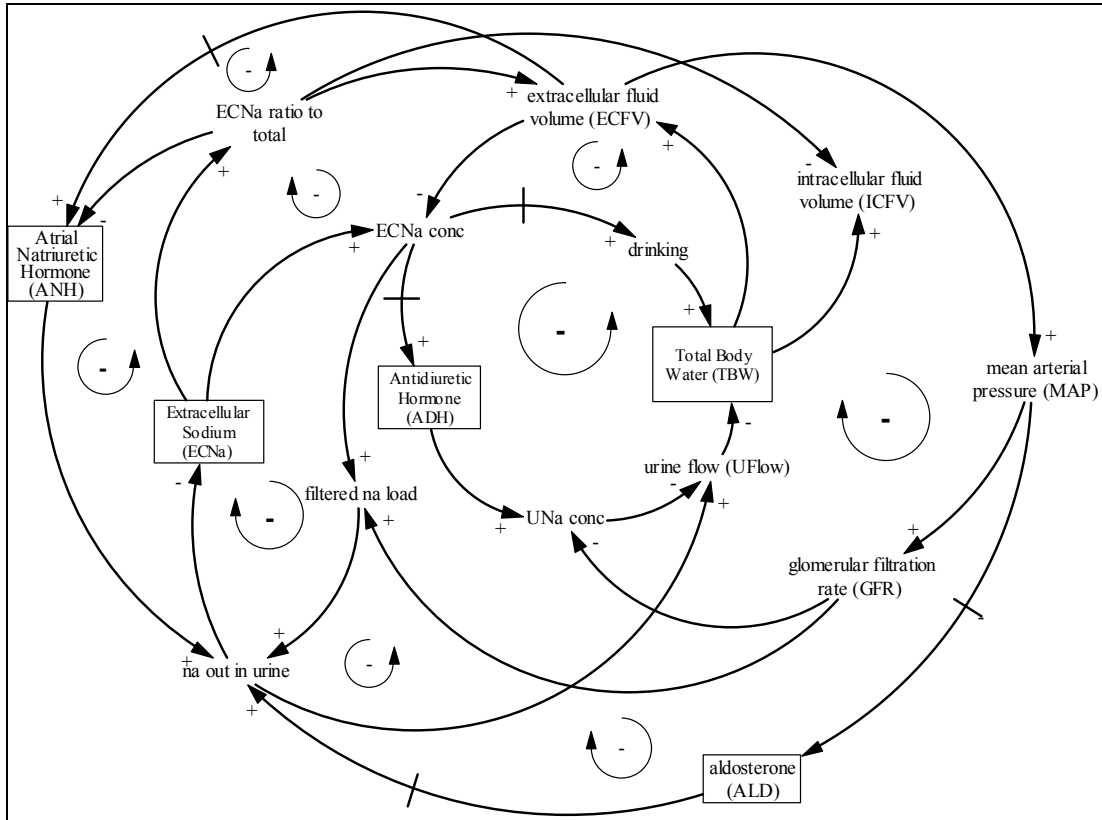 ECNa ratio to
total
extracellular fluid
volume (ECFV)
intracellular fluid
volume (ICFV)
Atrial
Natriuretic
Hormone
(ANH)
ECNa conc
drinking
Total Body
Water (TBW)
mean arterial
pressure (MAP)
Antidiuretic
Hormone
(ADH)
Extracellular
Sodium
(ECNa)
filtered na load
urine flow (UFlow)
UNa conc
glomerular filtration
rate (GFR)
na out in urine
aldosterone
(ALD)
+
-
+
-
+
-
+
-
+
-
+
+
+
+
+
-
+
-
+
+
-
+
+
-
+
+
+
-
-
-
-
-
-
-
-
-
-